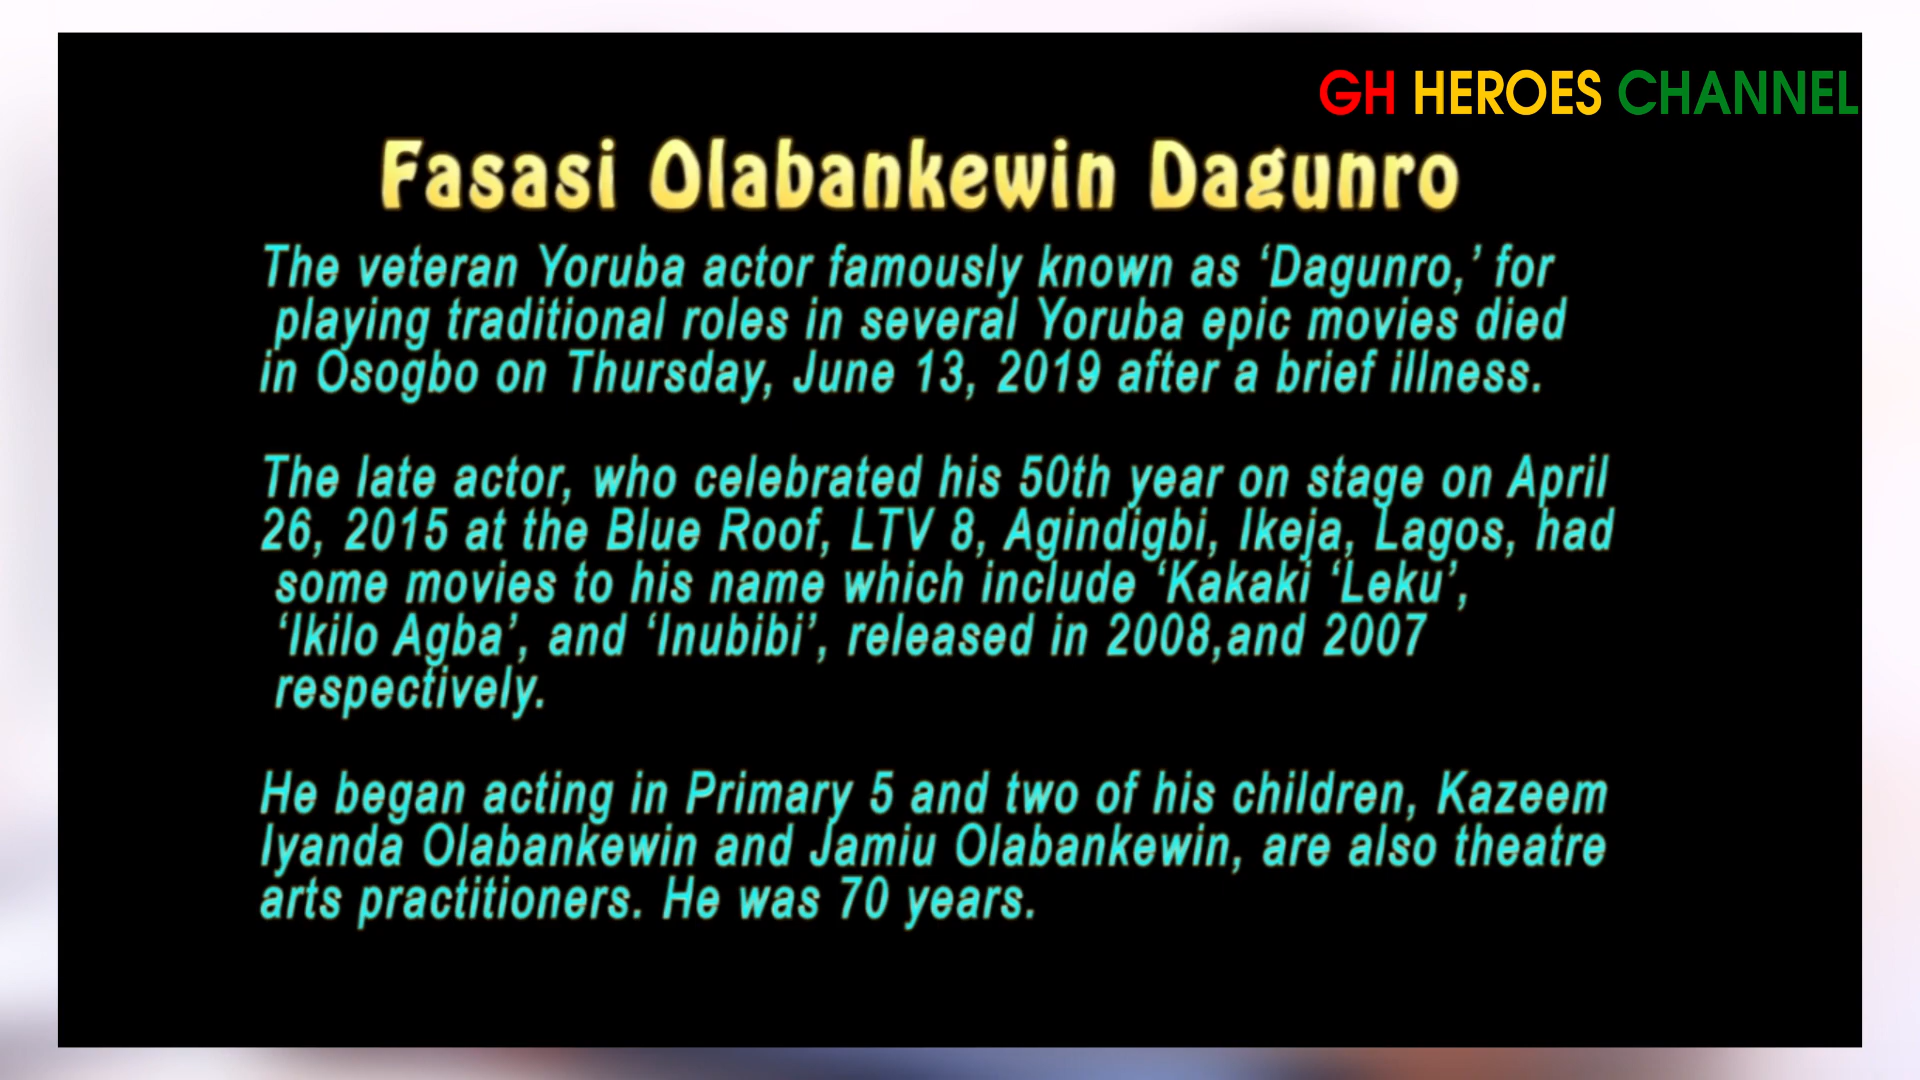 GH HEROES CHANNEL
Fasasi Olabankewin Dagunro
The veteran Yoruba actor famously known as ‘Dagunro,’ for
playing traditional roles in several Yoruba epic movies died
in Osogbo on Thursday, June 13, 2019 after a brief illness.
The late actor, who celebrated his 50th year on stage on April
26, 2015 at the Blue Roof, LTV 8, Agindigbi, Ikeja, Lagos, had
some movies to his name which include ‘Kakaki ‘Leku’,
‘Ikilo Agba’, and ‘Inubibi’, released in 2008,and 2007
respectively.
He began acting in Primary 5 and two of his children, Kazeem
Iyanda Olabankewin and Jamiu Olabankewin, are also theatre
arts practitioners. He was 70 years.